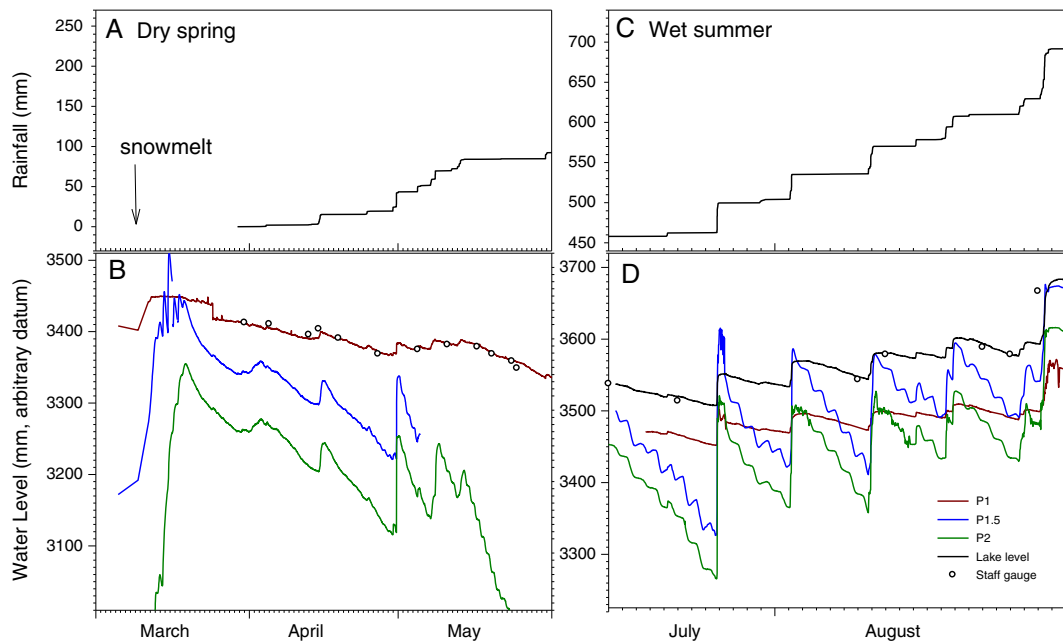 A Dry spring
C Wet summer
Rainfall (mm)
250
200
150
100
50
0
snowmelt
700
650
600
550
500
450
B
D
Water Level (mm, arbitrary datum)
3500
3400
3300
3200
3100
3700
3600
3500
3400
3300
P1
P1.5
P2
Lake level
Staff gauge
March
April
May
July
August